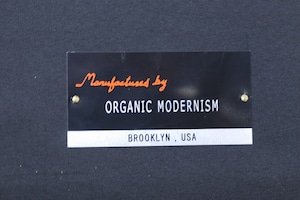 Manufactured by
ORGANIC MODERNISM
BROOKLYN . USA